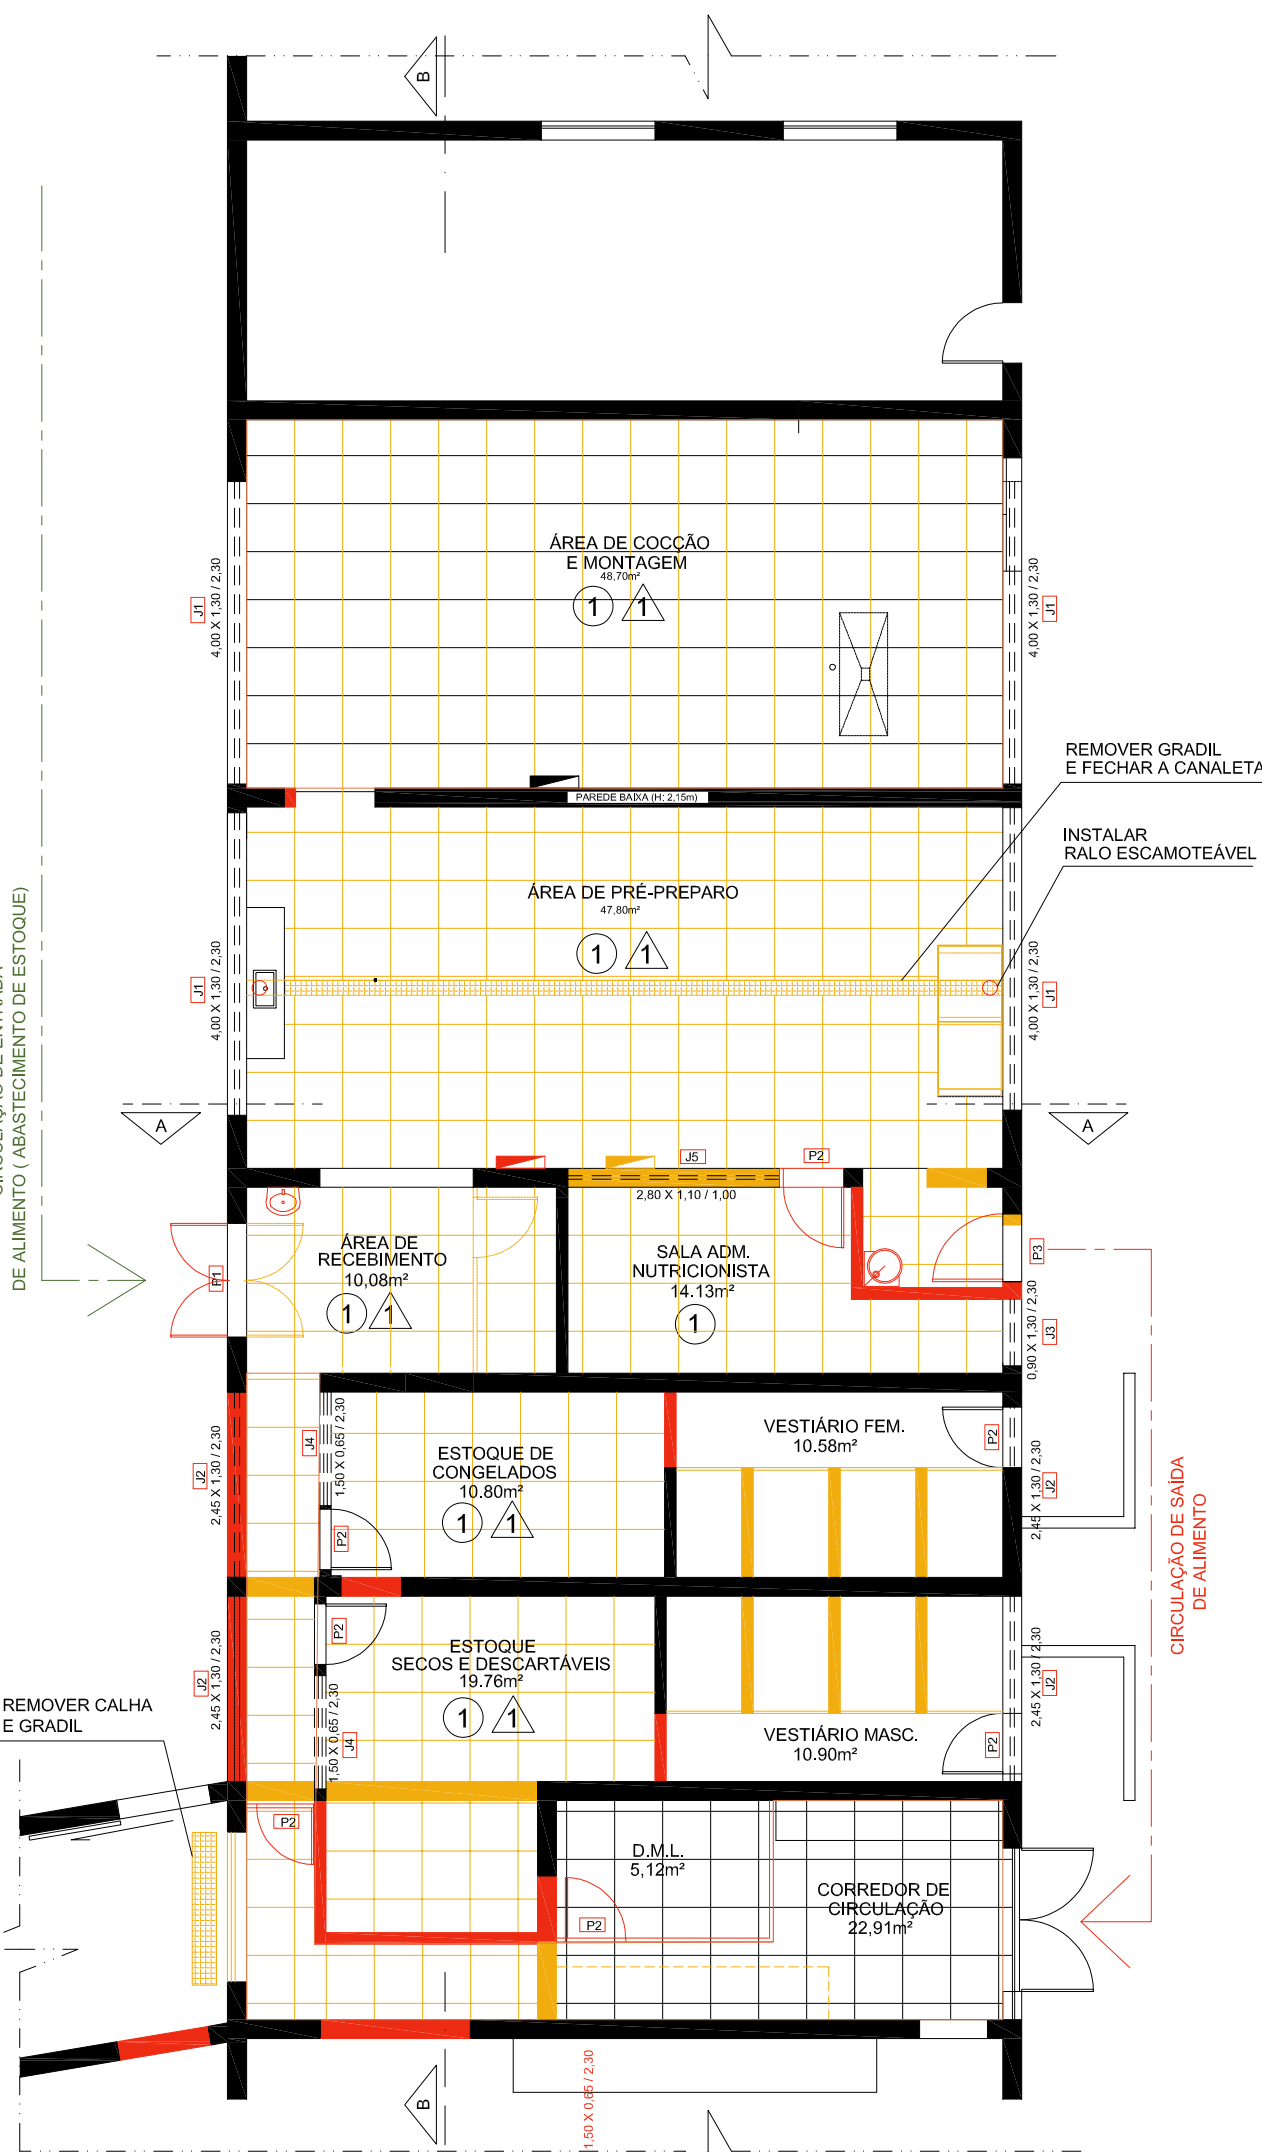 B
ÁREA DE COCÇÃO
E MONTAGEM
48,70m²
1
1
J1
4,00 X 1,30 / 2,30
4,00 X 1,30 / 2,30
J1
REMOVER GRADIL
E FECHAR A CANALETA
PAREDE BAIXA (H: 2,15m)
INSTALAR
RALO ESCAMOTEÁVEL
ÁREA DE PRÉ-PREPARO
47,80m²
1
1
J1
4,00 X 1,30 / 2,30
4,00 X 1,30 / 2,30
J1
DE ALIMENTO ( ABASTECIMENTO DE ESTOQUE)
A
A
J5
P2
2,80 X 1,10 / 1,00
ÁREA DE
RECEBIMENTO
10,08m²
1
1
P1
SALA ADM.
NUTRICIONISTA
14.13m²
1
P3
0,90 X 1,30 / 2,30
J3
J4
1,50 X 0,65 / 2,30
VESTIÁRIO FEM.
10.58m²
P2
ESTOQUE DE
CONGELADOS
10.80m²
1
1
J2
2,45 X 1,30 / 2,30
P2
2,45 X 1,30 / 2,30
J2
CIRCULAÇÃO DE SAÍDA
DE ALIMENTO
P2
ESTOQUE
SECOS E DESCARTÁVEIS
19.76m²
1
1
J2
2,45 X 1,30 / 2,30
1,50 X 0,65 / 2,30
J4
2,45 X 1,30 / 2,30
J2
REMOVER CALHA
E GRADIL
VESTIÁRIO MASC.
10.90m²
P2
P2
D.M.L.
5,12m²
CORREDOR DE
CIRCULAÇÃO
22,91m²
P2
B
1,50 X 0,65 / 2,30